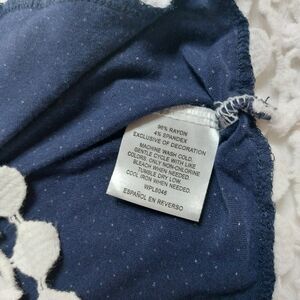 96% RAYON
4% SPANDEX
EXCLUSIVE OF DECORATION
MACHINE WASH COLD.
GENTLE CYCLE WITH LIKE
COLORS. ONLY NON-CHLORINE
BLEACH WHEN NEEDED.
TUMBLE DRY LOW.
COOL IRON WHEN NEEDED.
WPL8046
ESPAÑOL EN REVERSO